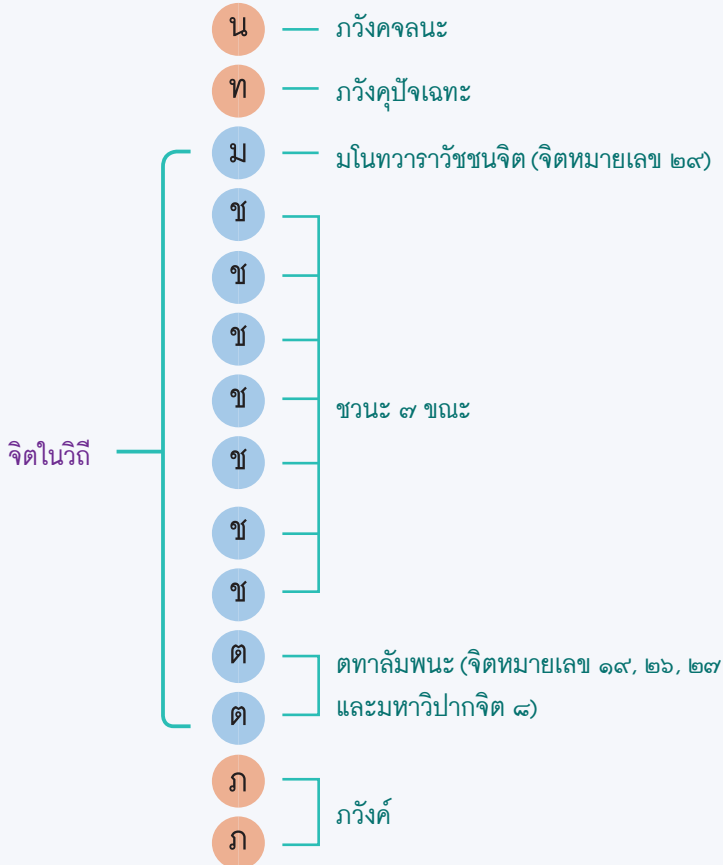 น ภวังคจลนะ
ท ภวังคุปัจเฉทะ
ม มโนทวาราวัชชนจิต (จิตหมายเลข ๒๙)
ช
ช
ช
ช
ชวนะ ๗ ขณะ
จิตในวิถี
ช
ช
ช
ต
ตทาลัมพนะ (จิตหมายเลข ๑๙, ๒๖, ๒๗
ต และมหาวิปากจิต ๘)
ภ
ภวังค์
ภ